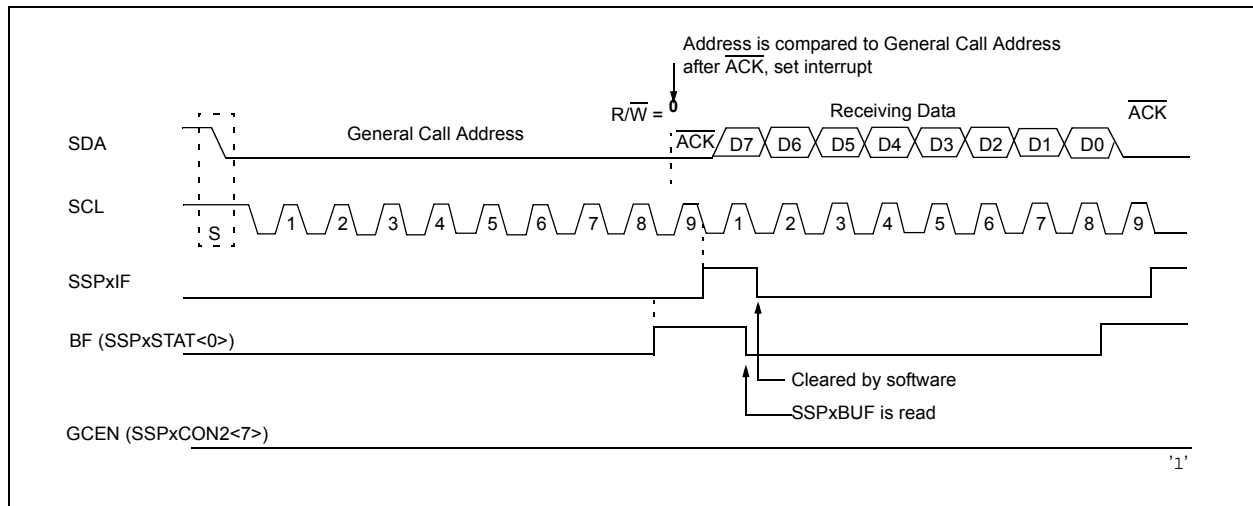 Address is compared to General Call Address
after ACK, set interrupt
R/W = 0
General Call Address
Receiving Data
ACK
SDA
ACK
D7 D6 D5 D4 D3 D2 D1 D0
SCL
S
1 2 3 4 5 6 7 8 9 1 2 3 4 5 6 7 8 9
SSPxIF
BF (SSPxSTAT<0>)
Cleared by software
SSPxBUF is read
GCEN (SSPxCON2<7>)
'1'